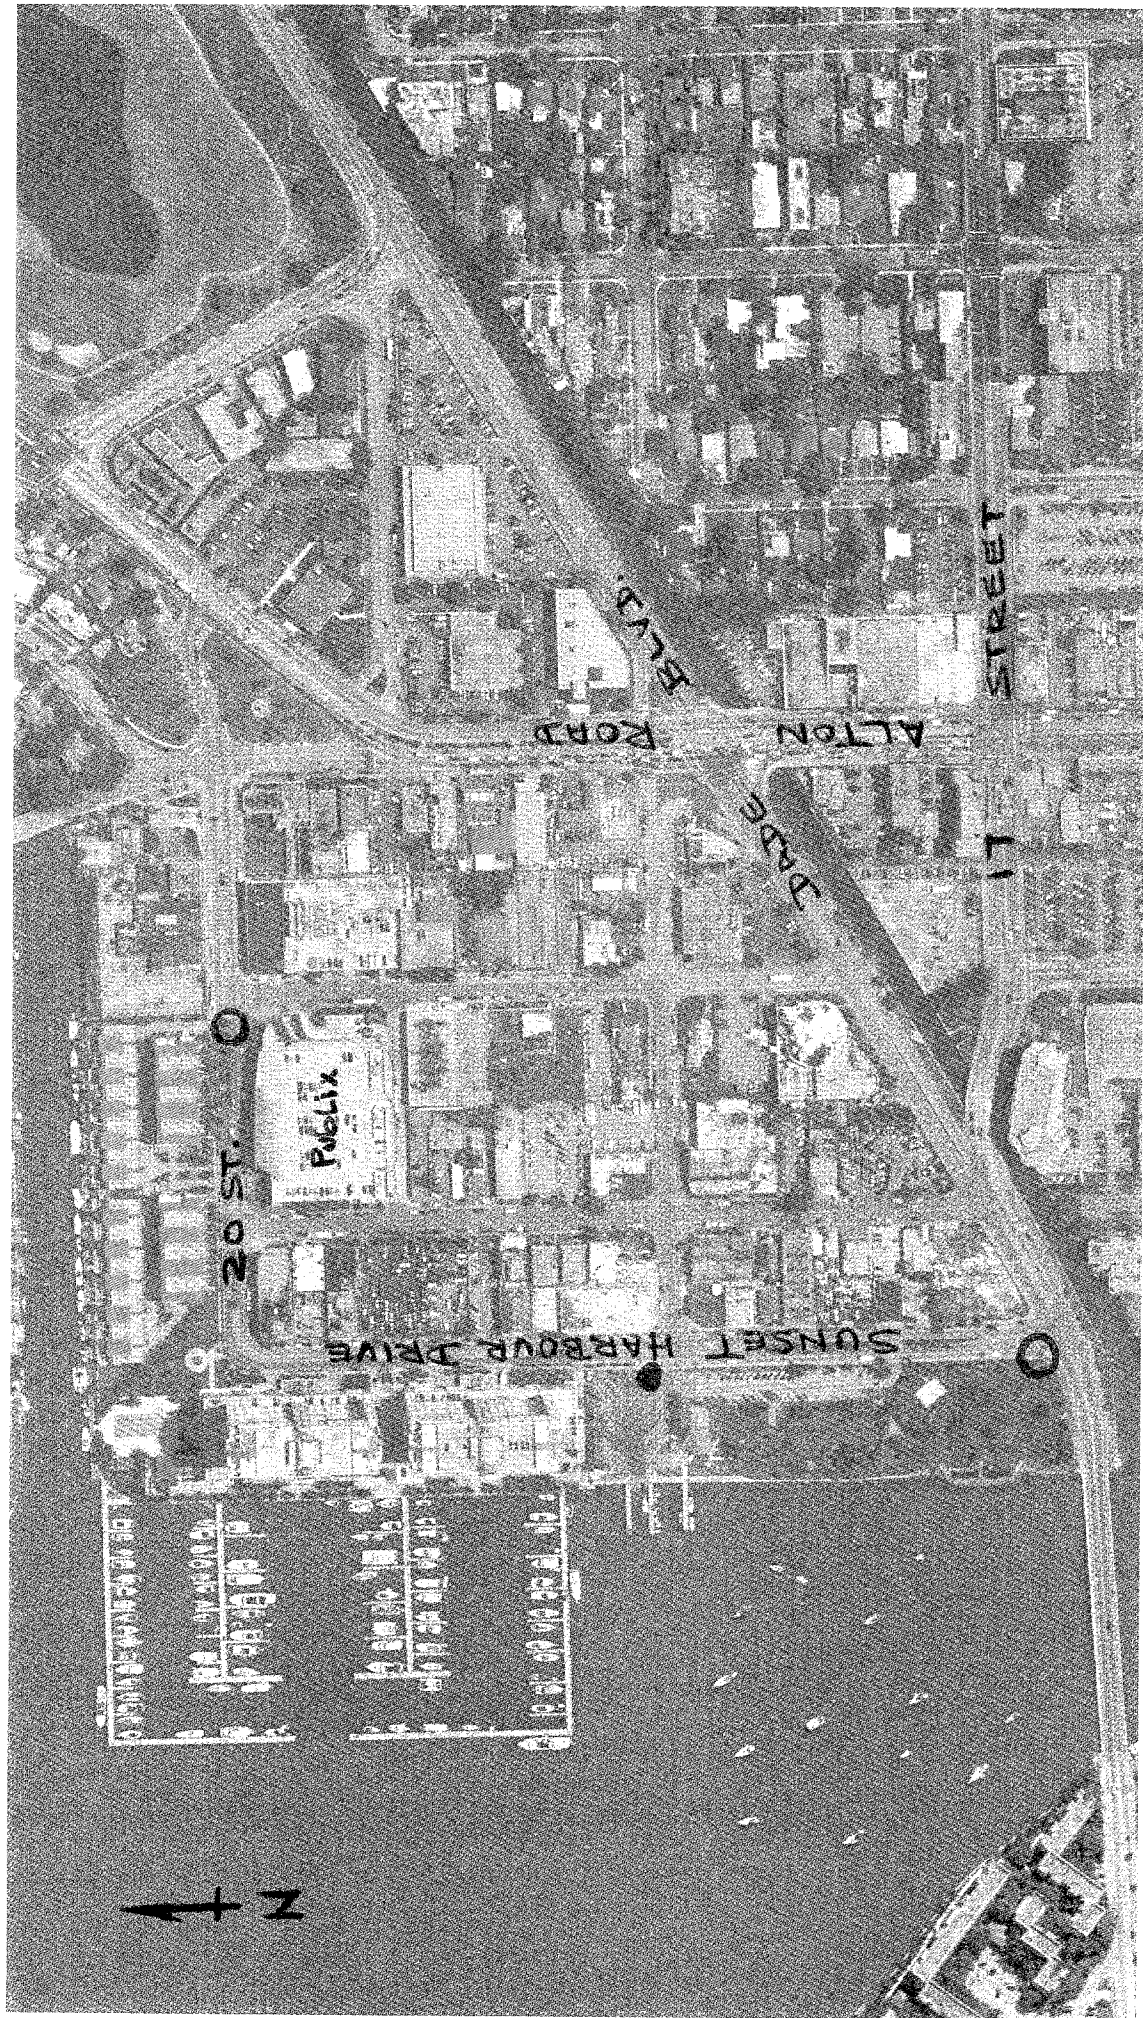 20 ST.
PUBLIX
SUNSET HARBOUR DRIVE
DADE BLVD.
ALTON ROAD
17 STREET
N